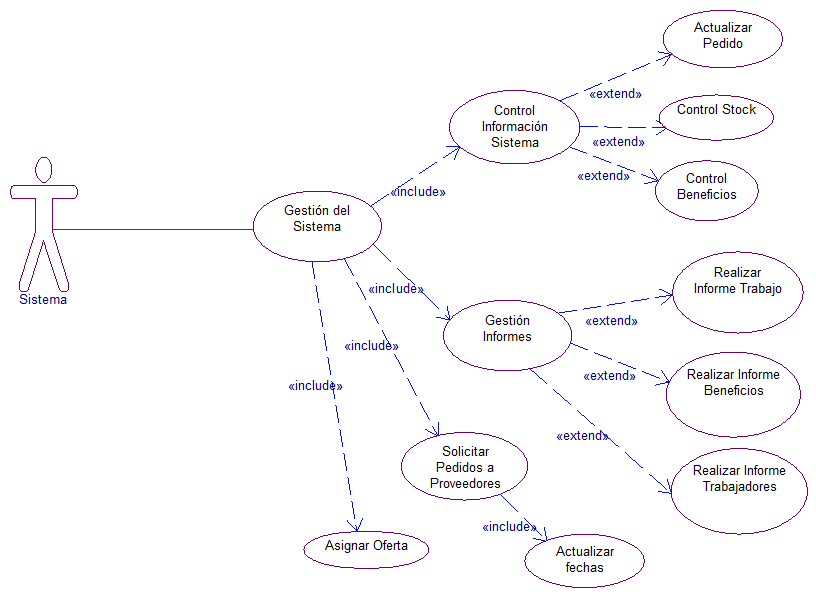 Actualizar
Pedido
«extend»
Control
Información
Sistema
Control Stock
«extend»
«extend»
Control
Beneficios
«include»
Gestión del
Sistema
Sistema
Realizar
Informe Trabajo
«include»
«extend»
Gestión
Informes
«include»
«extend»
Realizar Informe
Beneficios
«include»
«extend»
Solicitar
Pedidos a
Proveedores
Realizar Informe
Trabajadores
«include»
Asignar Oferta
Actualizar
fechas